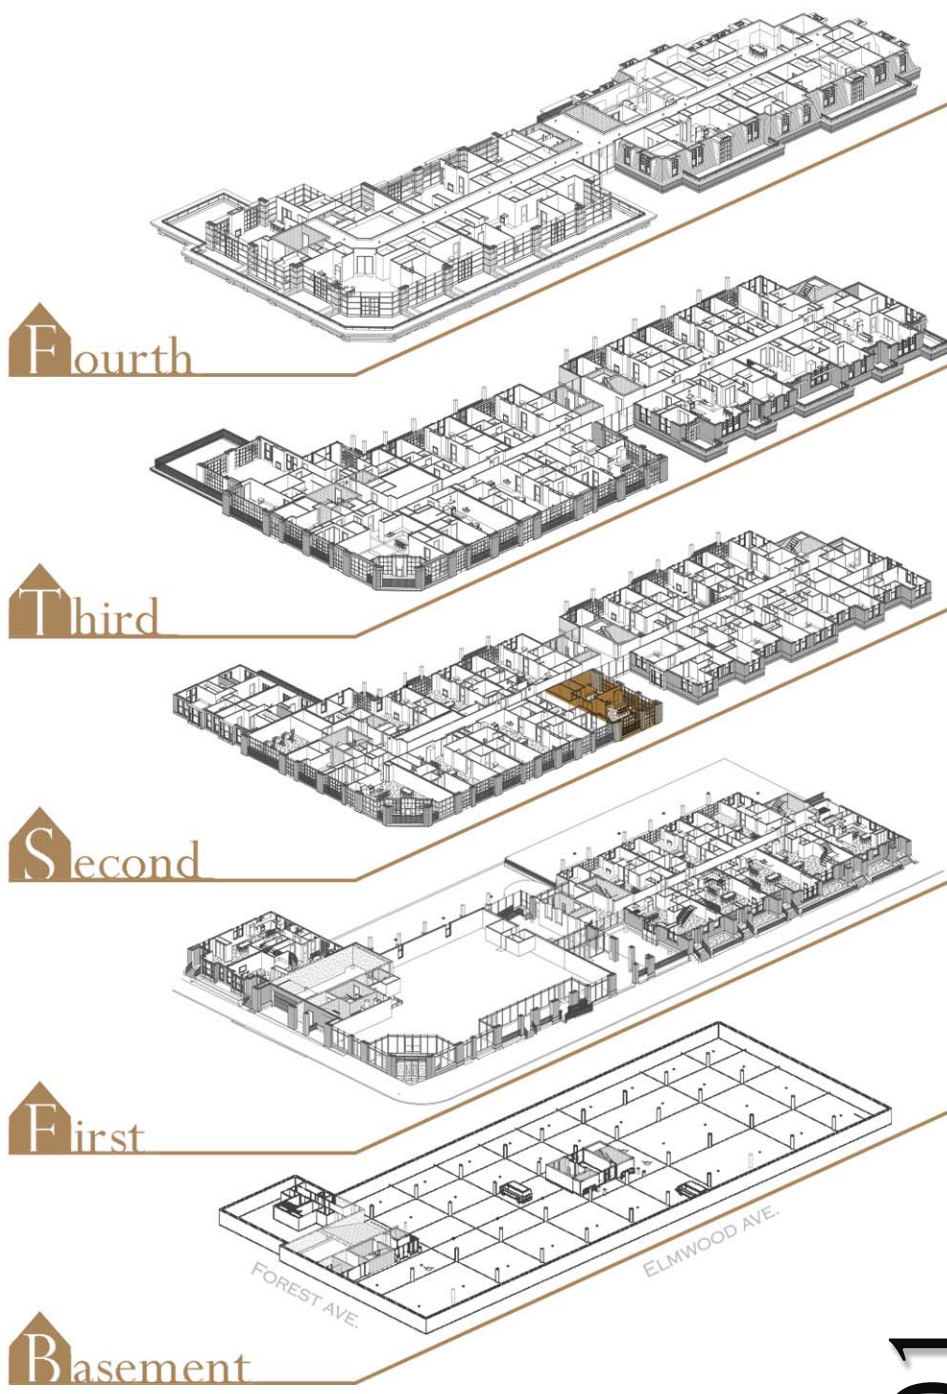 Fourth
Third
Second
First
FOREST AVE.
ELMWOOD AVE.
Basement